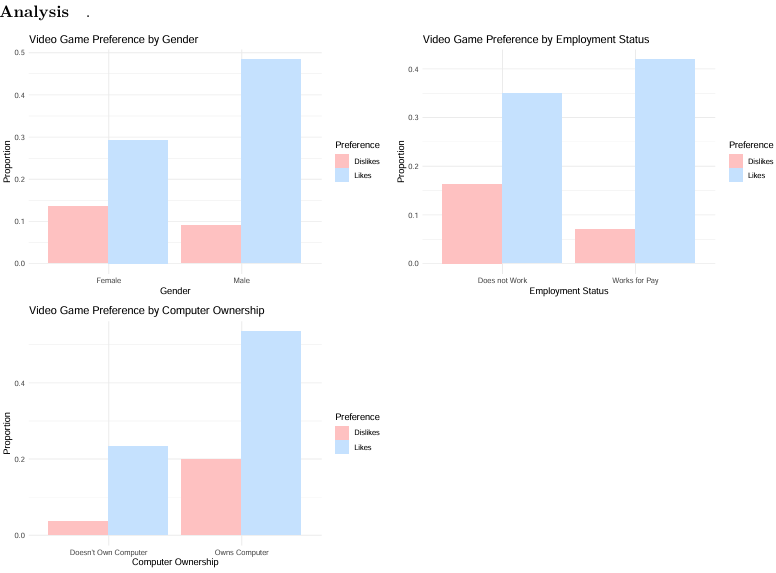 Analysis .
Video Game Preference by Gender
0.5
0.4
0.3
0.2
0.1
0.0
Proportion
Female
Male
Gender
Preference
Dislikes
Likes
Video Game Preference by Employment Status
0.4
0.3
0.2
0.1
0.0
Proportion
Does not Work
Works for Pay
Employment Status
Preference
Dislikes
Likes
Video Game Preference by Computer Ownership
0.4
0.2
0.0
Proportion
Doesn't Own Computer
Owns Computer
Computer Ownership
Preference
Dislikes
Likes